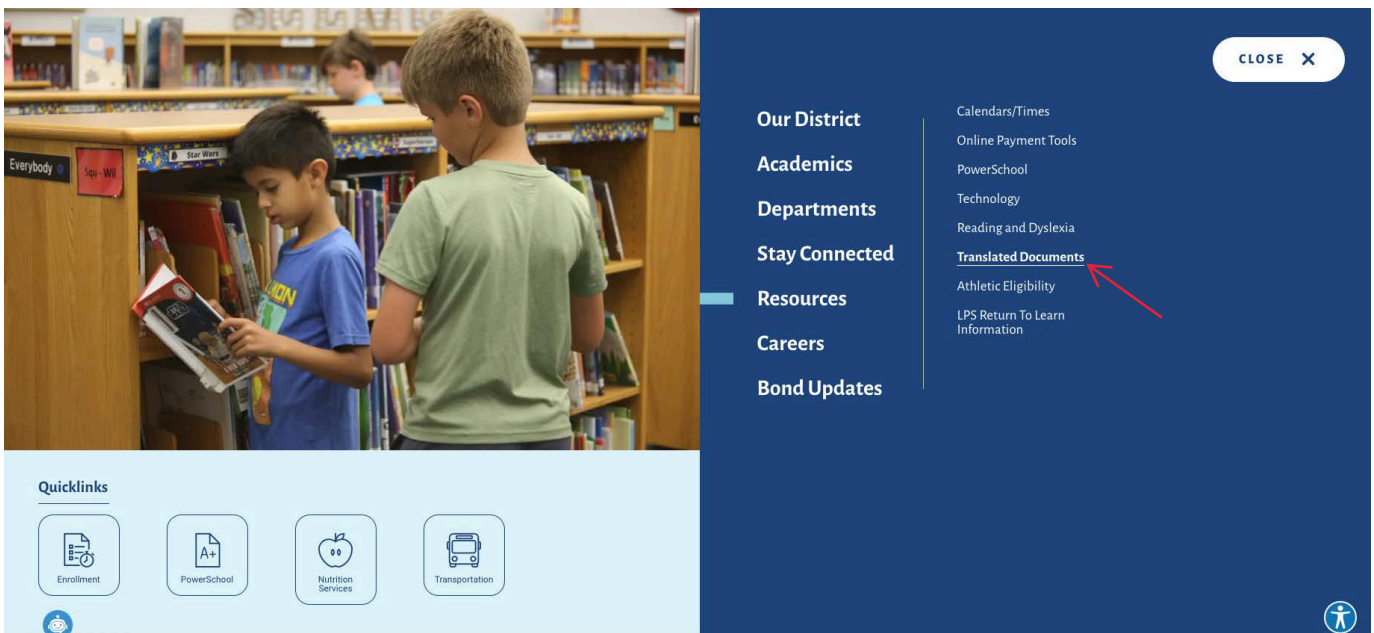 Everybody
Squ - Wil
Star Wars
CLOSE
Our District
Academics
Departments
Stay Connected
Resources
Careers
Bond Updates
Calendars/Times
Online Payment Tools
PowerSchool
Technology
Reading and Dyslexia
Translated Documents
Athletic Eligibility
LPS Return To Learn
Information
Quicklinks
Enrollment
A+
PowerSchool
Nutrition
Services
Transportation